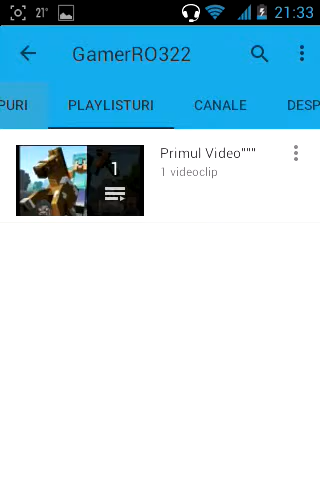 21° 21:33
GamerRO322
PURI PLAYLISTURI CANALE DESP
1
Primul Video"""
1 videoclip